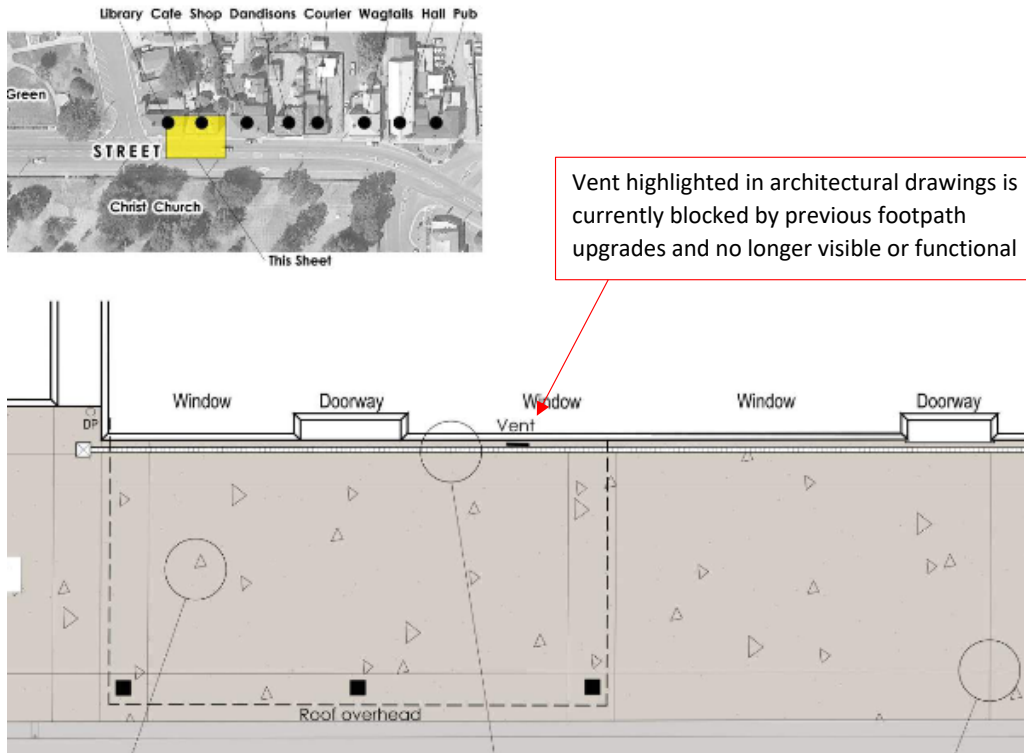 Library Cafe Shop Dandisons Courier Wagtails Hall Pub
Green
STREET
Christ Church
This Sheet
Vent highlighted in architectural drawings is
currently blocked by previous footpath
upgrades and no longer visible or functional
Window Doorway Window Window Doorway
DP
Vent
Roof overhead